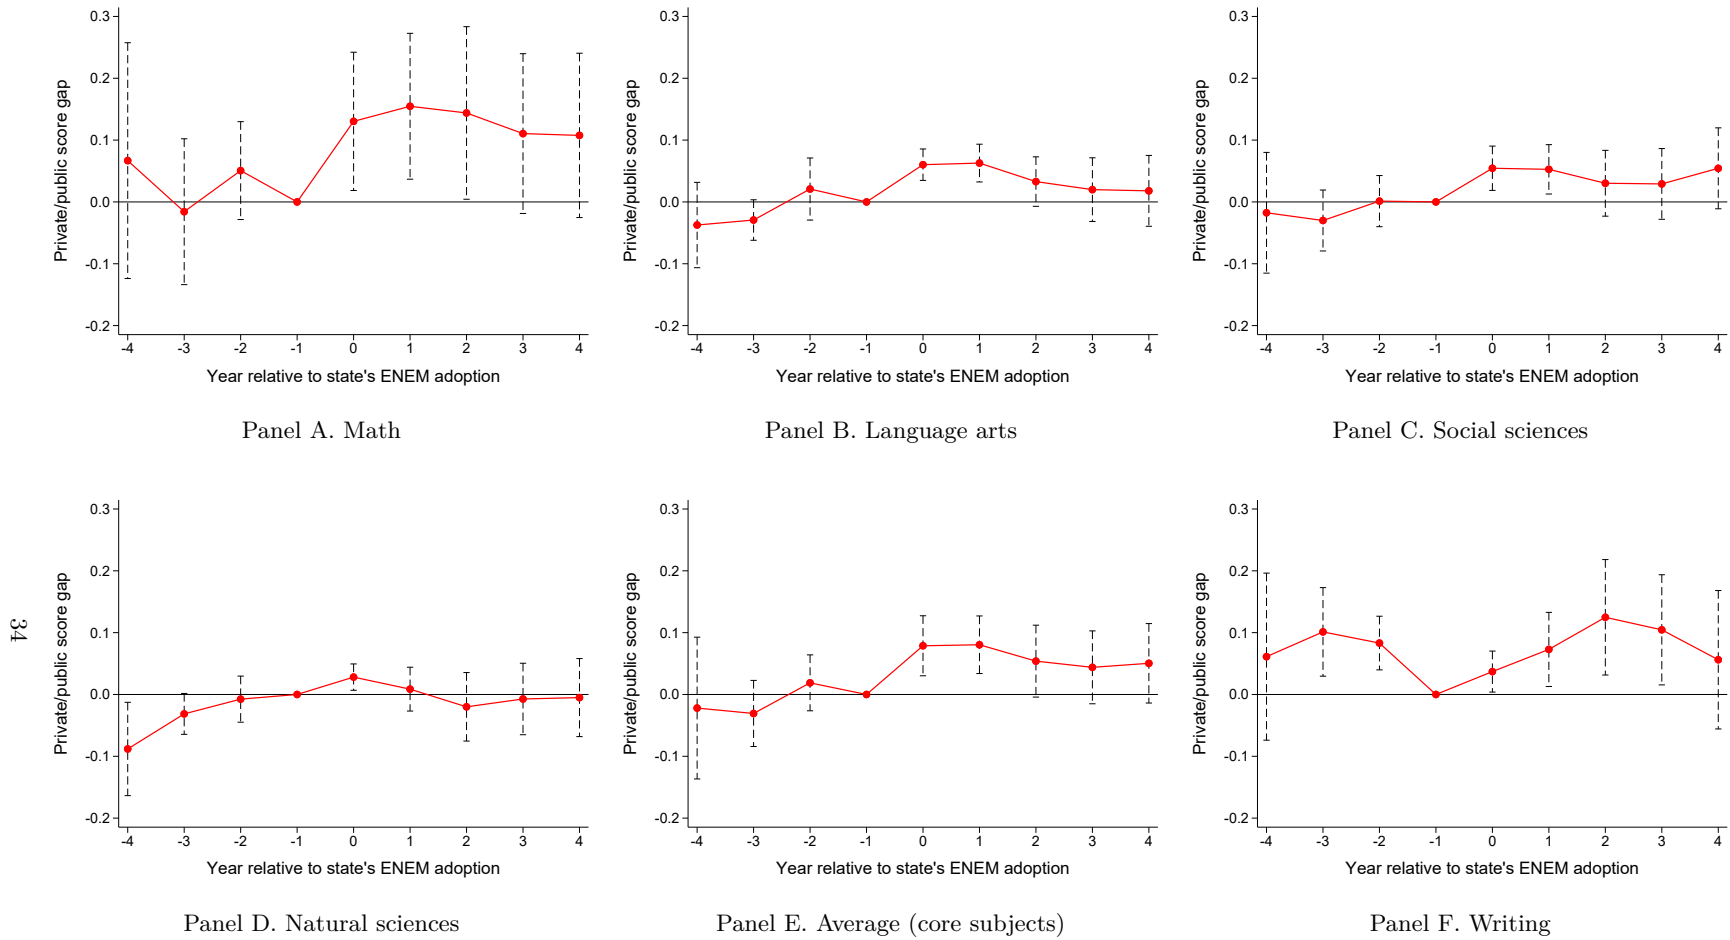 0.3
0.2
0.1
0.0
-0.1
-0.2
Private/public score gap
-4 -3 -2 -1 0 1 2 3 4
Year relative to state's ENEM adoption
Panel A. Math
0.3
0.2
0.1
0.0
-0.1
-0.2
Private/public score gap
-4 -3 -2 -1 0 1 2 3 4
Year relative to state's ENEM adoption
Panel B. Language arts
0.3
0.2
0.1
0.0
-0.1
-0.2
Private/public score gap
-4 -3 -2 -1 0 1 2 3 4
Year relative to state's ENEM adoption
Panel C. Social sciences
34
0.3
0.2
0.1
0.0
-0.1
-0.2
Private/public score gap
-4 -3 -2 -1 0 1 2 3 4
Year relative to state's ENEM adoption
Panel D. Natural sciences
0.3
0.2
0.1
0.0
-0.1
-0.2
Private/public score gap
-4 -3 -2 -1 0 1 2 3 4
Year relative to state's ENEM adoption
Panel E. Average (core subjects)
0.3
0.2
0.1
0.0
-0.1
-0.2
Private/public score gap
-4 -3 -2 -1 0 1 2 3 4
Year relative to state's ENEM adoption
Panel F. Writing